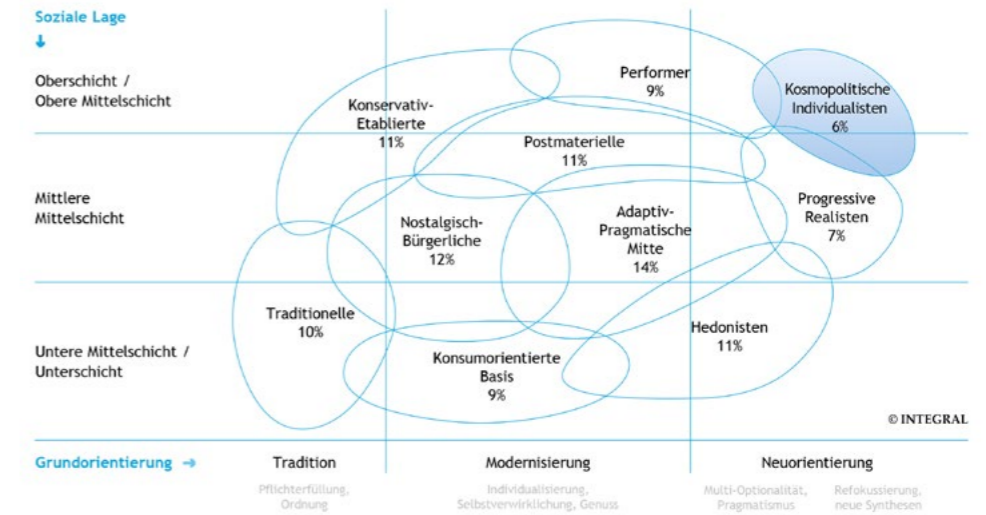 Soziale Lage
↓
Oberschicht /
Obere Mittelschicht
Performer
9%
Kosmopolitische
Individualisten
6%
Konservativ-
Etablierte
11%
Postmaterielle
11%
Mittlere
Mittelschicht
Nostalgisch-
Bürgerliche
12%
Adaptiv-
Pragmatische
Mitte
14%
Progressive
Realisten
7%
Traditionelle
10%
Hedonisten
11%
Untere Mittelschicht /
Unterschicht
Konsumorientierte
Basis
9%
© INTEGRAL
Grundorientierung →
Tradition
Modernisierung
Neuorientierung
Pflichterfüllung,
Ordnung
Individualisierung,
Selbstverwirklichung, Genuss
Multi-Optionalität,
Pragmatismus
Refokussierung,
neue Synthesen